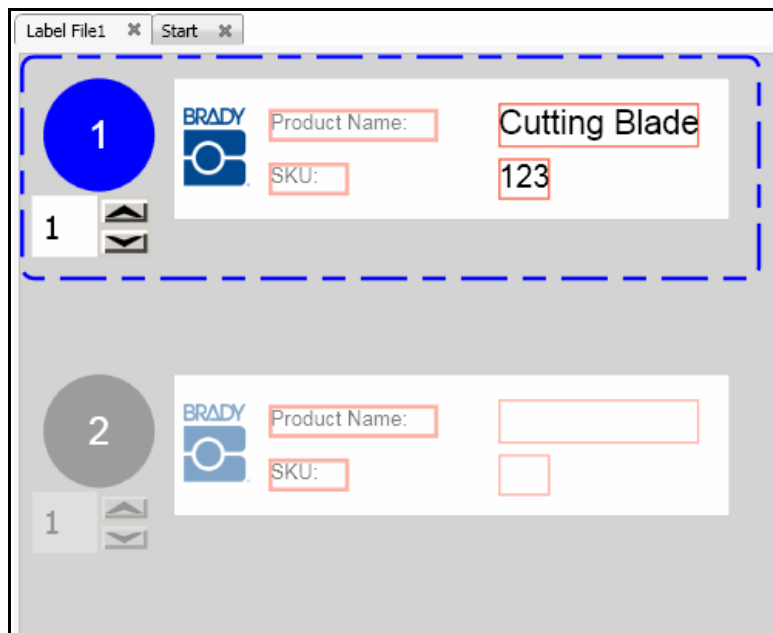 Label File1 Start
1
BRADY
Product Name: Cutting Blade
SKU: 123
1
2
BRADY
Product Name:
SKU:
1